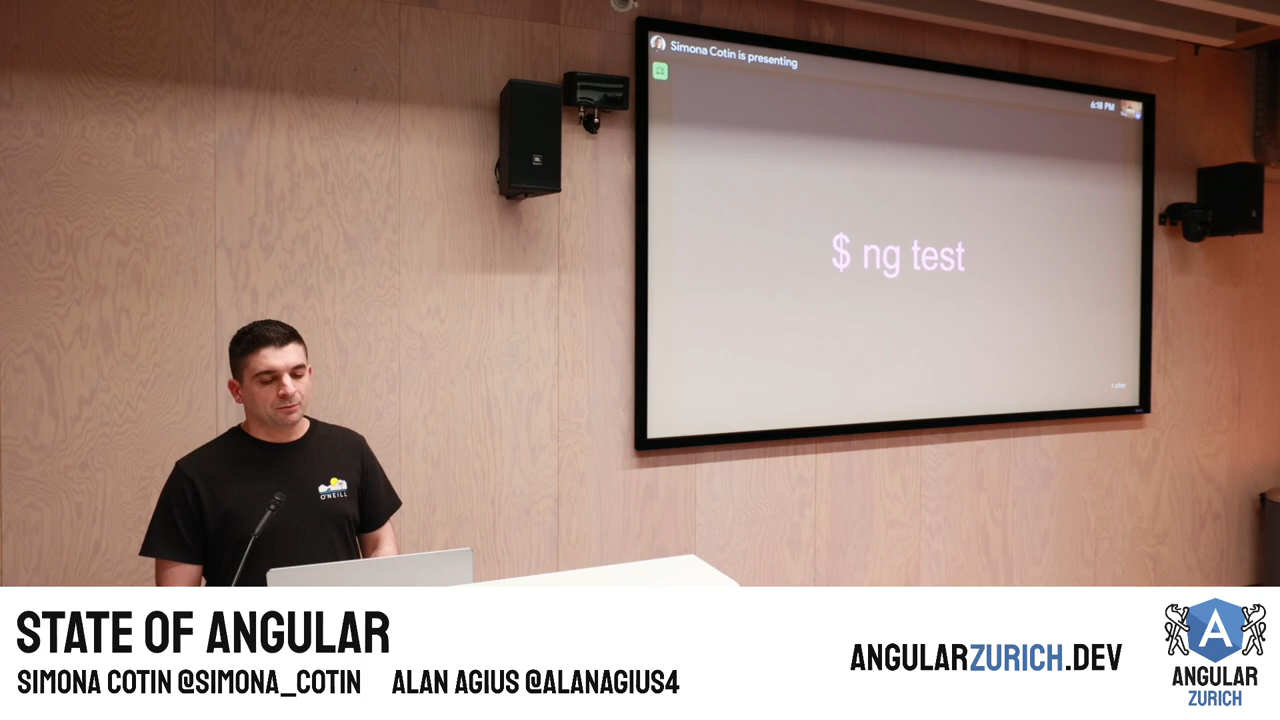 Simona Cotin is presenting
6:18 PM
$ ng test
JBL
O'NEILL
STATE OF ANGULAR
SIMONA COTIN @SIMONA_COTIN ALAN AGIUS @ALANAGIUS4
ANGULARZURICH.DEV
A
ANGULAR
ZURICH